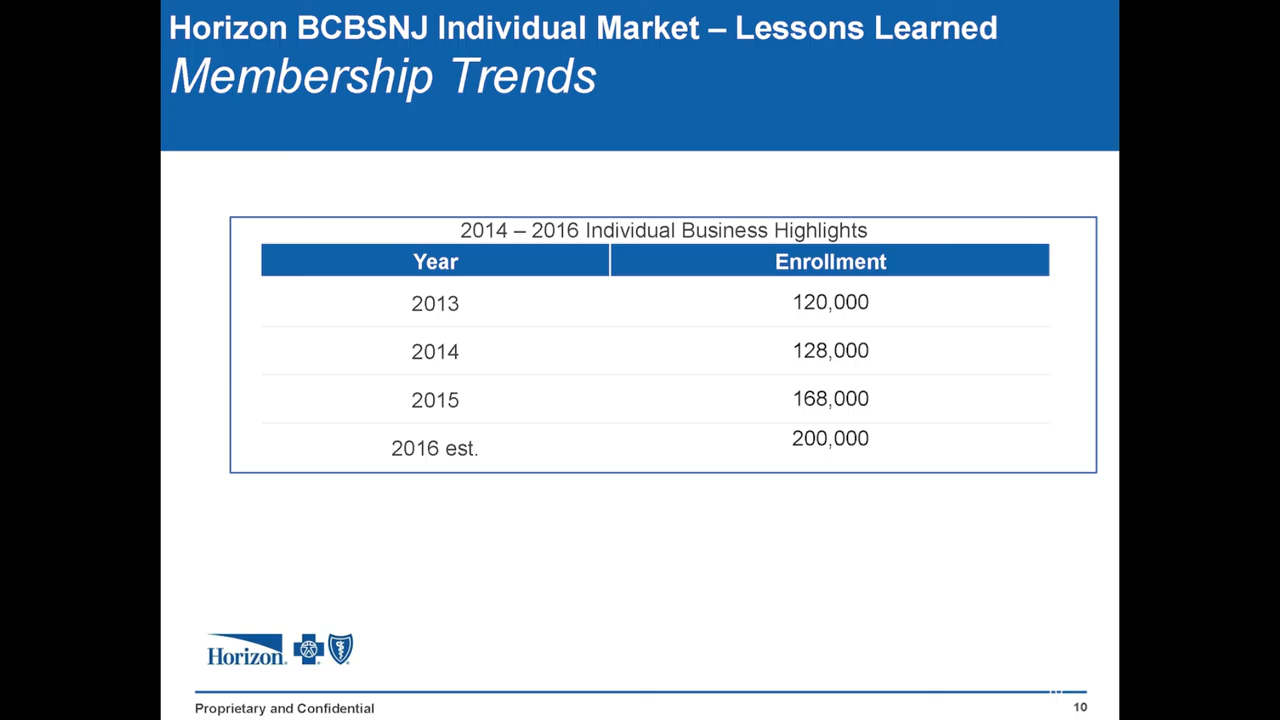 Horizon BCBSNJ Individual Market – Lessons Learned
Membership Trends
2014 – 2016 Individual Business Highlights
Year Enrollment
2013 120,000
2014 128,000
2015 168,000
2016 est. 200,000
Horizon
Proprietary and Confidential 10